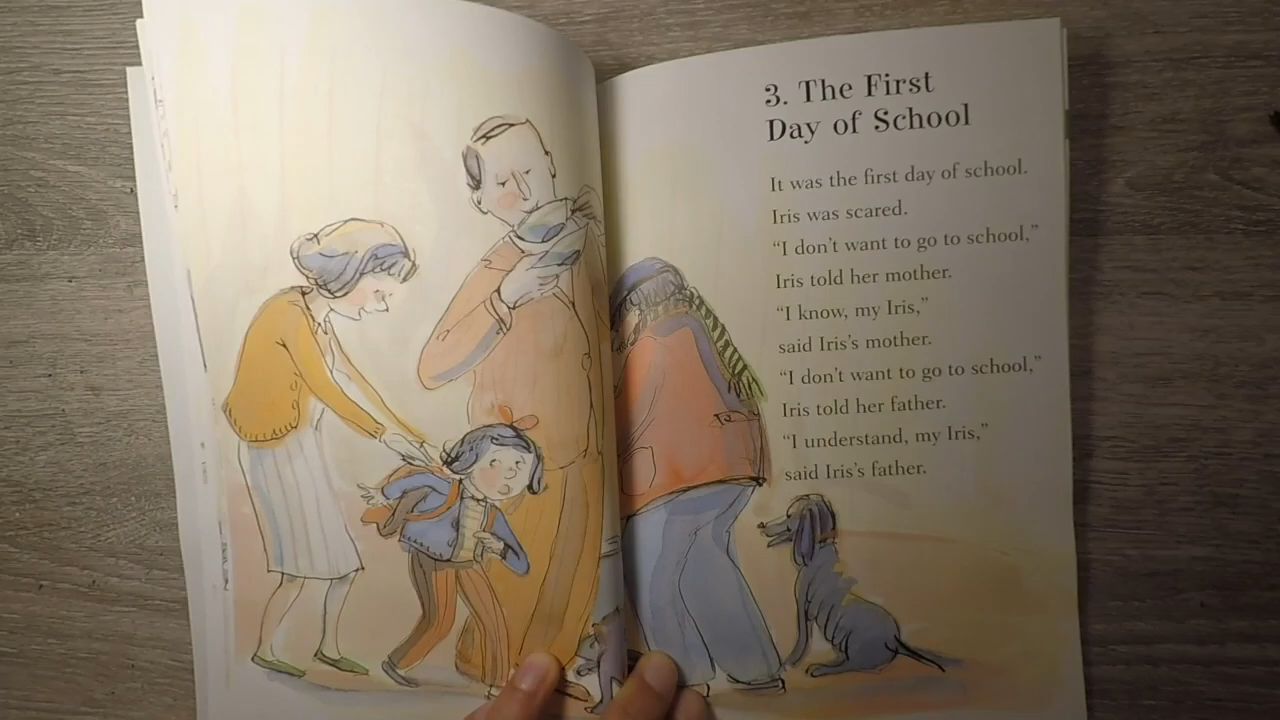 3. The First
Day of School
It was the first day of school.
Iris was scared.
“I don’t want to go to school,”
Iris told her mother.
“I know, my Iris,”
said Iris’s mother.
“I don’t want to go to school,”
Iris told her father.
“I understand, my Iris,”
said Iris’s father.